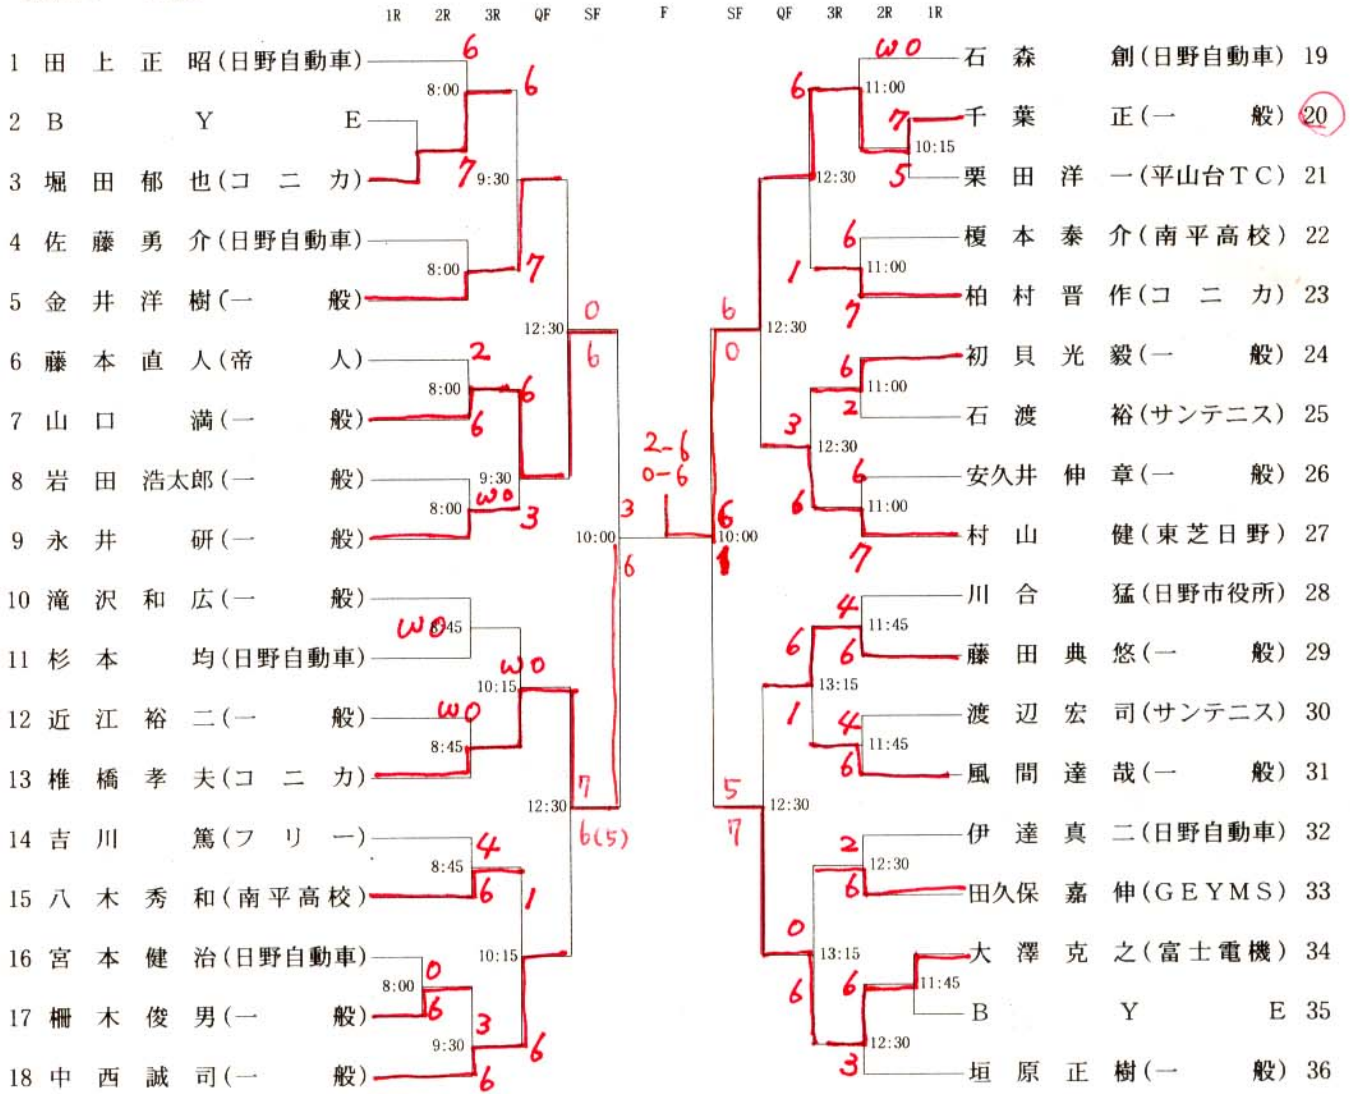 1R 2R 3R QF SF F SF QF 3R 2R 1R
1 田上正昭(日野自動車)
2 BYE
3 堀田郁也(コニカ)
4 佐藤勇介(日野自動車)
5 金井洋樹(一般)
6 藤本直人(帝人)
7 山口満(一般)
8 岩田浩太郎(一般)
9 永井研(一般)
10 滝沢和広(一般)
11 杉本均(日野自動車)
12 近江裕二(一般)
13 椎橋孝夫(コニカ)
14 吉川篤(フリー)
15 八木秀和(南平高校)
16 宮本健治(日野自動車)
17 柵木俊男(一般)
18 中西誠司(一般)
6
8:00
6
7
9:30
8:00
7
12:30
0
6
2
8:00
6
6
9:30
8:00
WO
3
3
10:00
6
8:45
WO
WO
10:15
WO
8:45
7
12:30
6(5)
4
8:45
6
1
10:15
0
8:00
6
3
9:30
6
6
2-6
0-6
WO
6
11:00
7
10:15
5
12:30
6
1
11:00
7
6
0
12:30
6
11:00
2
3
12:30
6
6
11:00
7
6
10:00
1
4
11:45
6
6
13:15
1
4
11:45
6
5
12:30
7
2
12:30
6
0
13:15
6
6
11:45
12:30
3
石森創(日野自動車) 19
千葉正(一般) 20
栗田洋一(平山台TC) 21
榎本泰介(南平高校) 22
柏村晋作(コニカ) 23
初貝光毅(一般) 24
石渡裕(サンテニス) 25
安久井伸章(一般) 26
村山健(東芝日野) 27
川合猛(日野市役所) 28
藤田典悠(一般) 29
渡辺宏司(サンテニス) 30
風間達哉(一般) 31
伊達真二(日野自動車) 32
田久保嘉伸(GEYMS) 33
大澤克之(富士電機) 34
BYE 35
垣原正樹(一般) 36